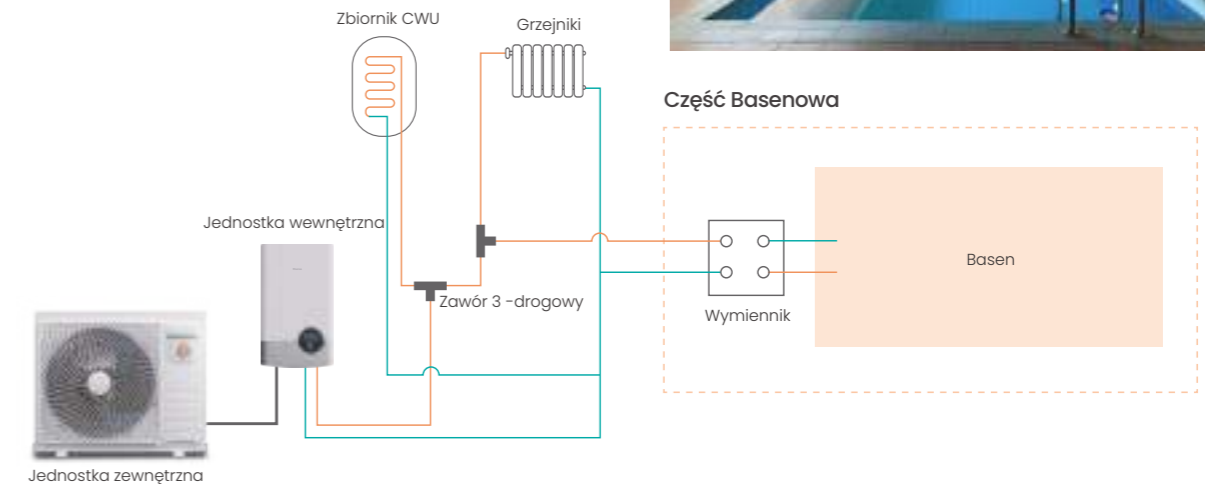 Zbiornik CWU
Grzejniki
Część Basenowa
Jednostka wewnętrzna
Zawór 3 -drogowy
Basen
Wymiennik
Jednostka zewnętrzna